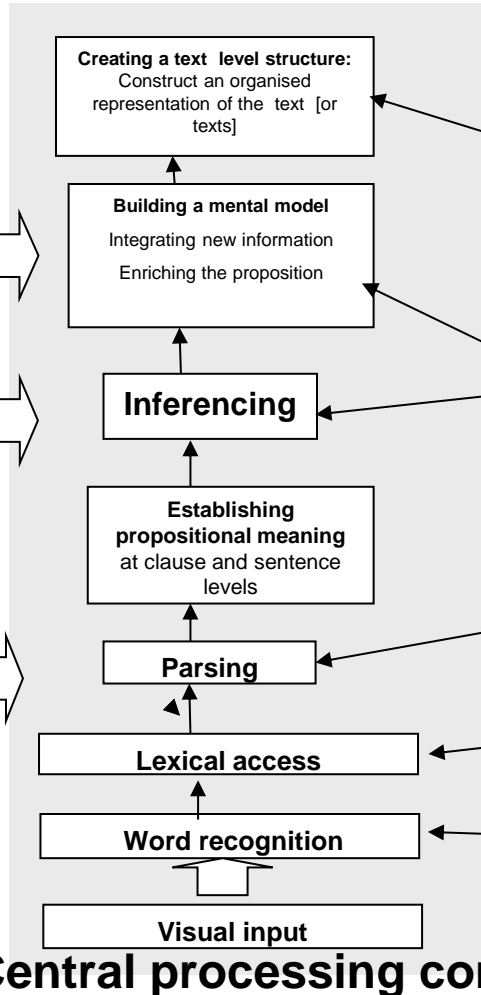 Creating a text level structure:
Construct an organised
representation of the text [or
texts]
Building a mental model
Integrating new information
Enriching the proposition
Inferencing
Establishing
propositional meaning
at clause and sentence
levels
Parsing
Lexical access
Word recognition
Visual input
Central processing